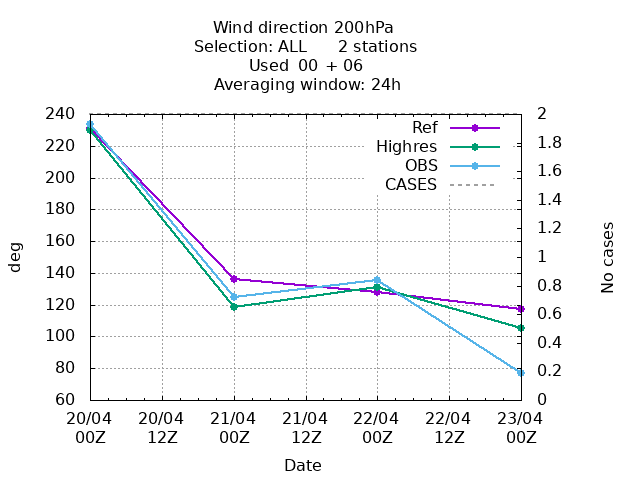 Wind direction 200hPa
Selection: ALL 2 stations
Used 00 + 06
Averaging window: 24h
240
220
200
180
160
140
120
100
80
60
deg
2
1.8
1.6
1.4
1.2
1
0.8
0.6
0.4
0.2
0
No cases
Ref
Highres
OBS
CASES
20/04 20/04 21/04 21/04 22/04 22/04 23/04
00Z 12Z 00Z 12Z 00Z 12Z 00Z
Date